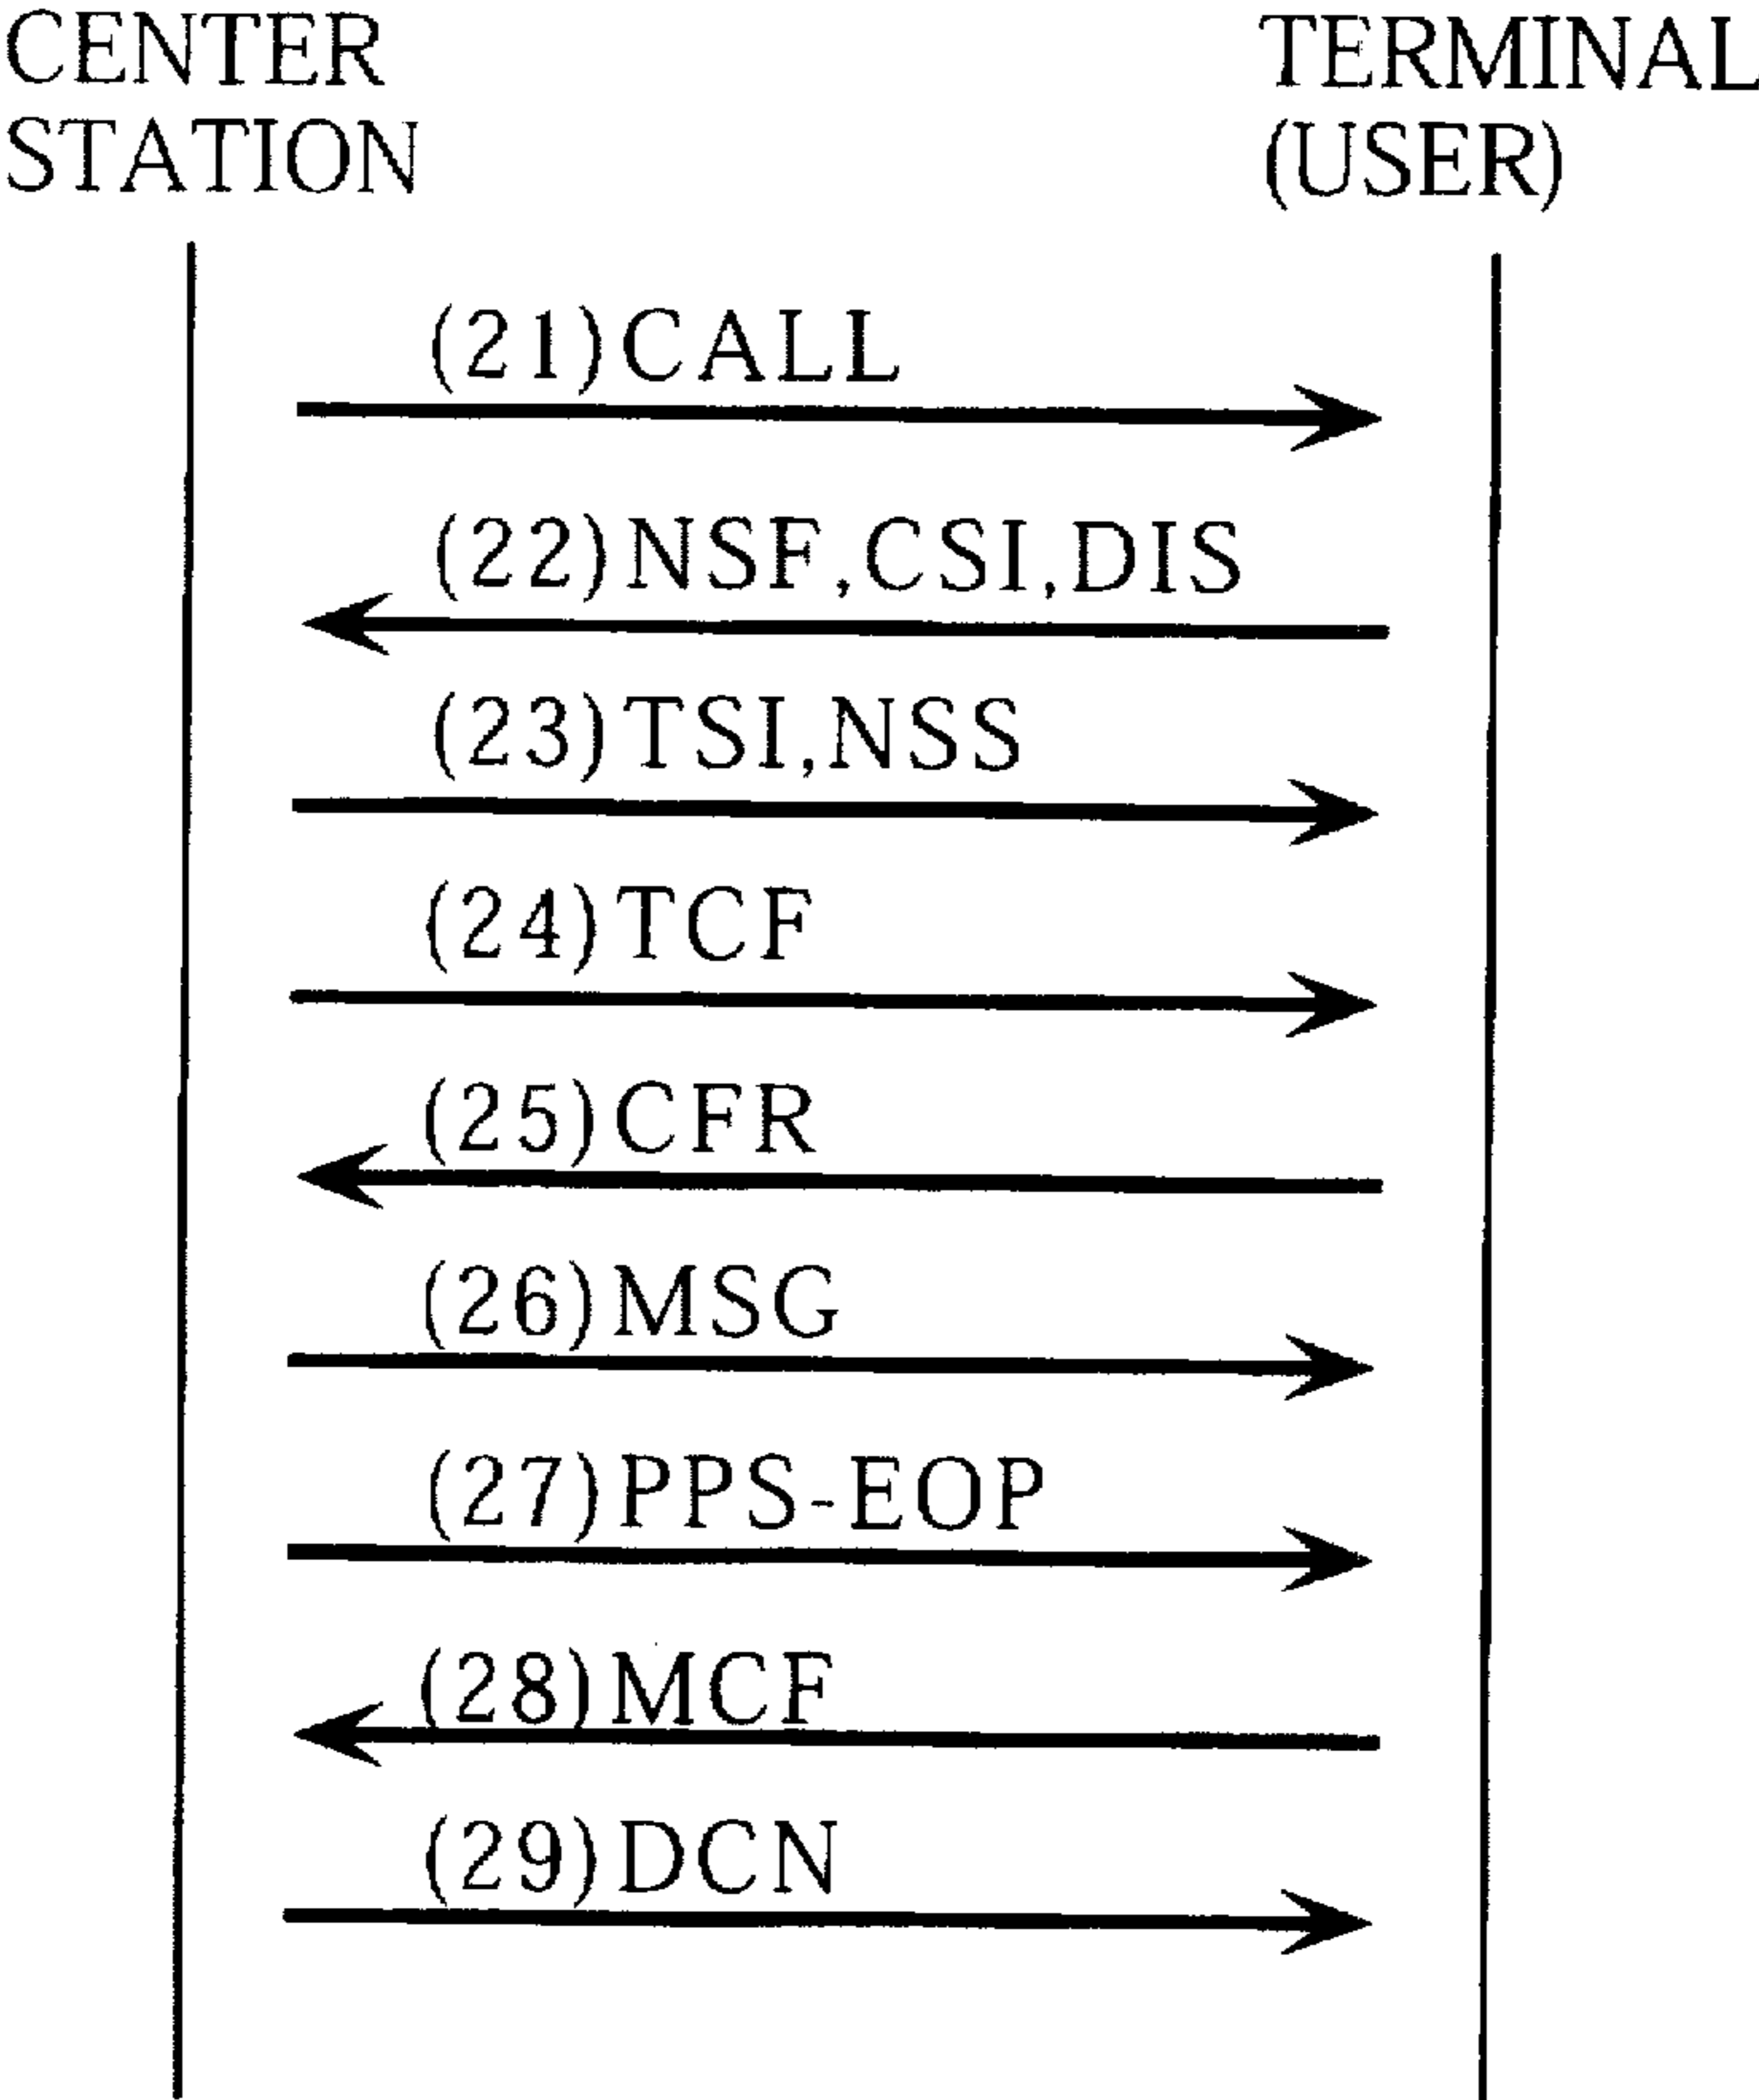 CENTER
STATION
TERMINAL
(USER)
(21)CALL
(22)NSF,CSI,DIS
(23)TSI,NSS
(24)TCF
(25)CFR
(26)MSG
(27)PPS-EOP
(28)MCF
(29)DCN